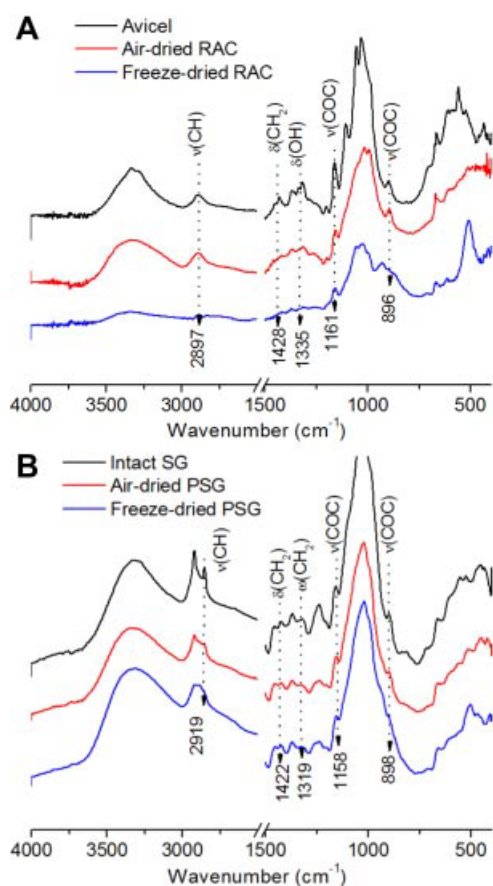 A
Avicel
Air-dried RAC
Freeze-dried RAC
ν(CH)
δ(CH₂)
δ(OH)
ν(COC)
ν(COC)
2897
1428
1335
1161
896
4000 3500 3000 2500 1500 1000 500
Wavenumber (cm⁻¹)
B
Intact SG
Air-dried PSG
Freeze-dried PSG
ν(CH)
δ(CH₂)
ω(CH₂)
ν(COC)
ν(COC)
2919
1422
1319
1158
898
4000 3500 3000 2500 1500 1000 500
Wavenumber (cm⁻¹)